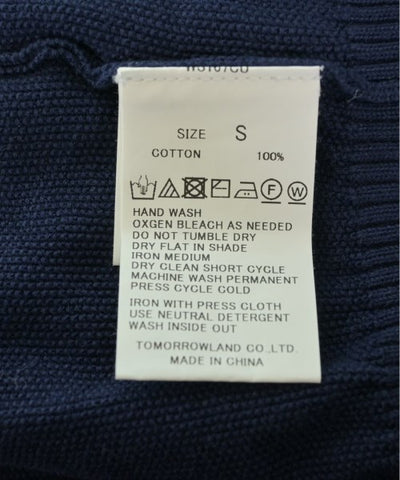 SIZE S
COTTON 100%
F W
HAND WASH
OXGEN BLEACH AS NEEDED
DO NOT TUMBLE DRY
DRY FLAT IN SHADE
IRON MEDIUM
DRY CLEAN SHORT CYCLE
MACHINE WASH PERMANENT
PRESS CYCLE COLD
IRON WITH PRESS CLOTH
USE NEUTRAL DETERGENT
WASH INSIDE OUT
TOMORROWLAND CO.,LTD.
MADE IN CHINA